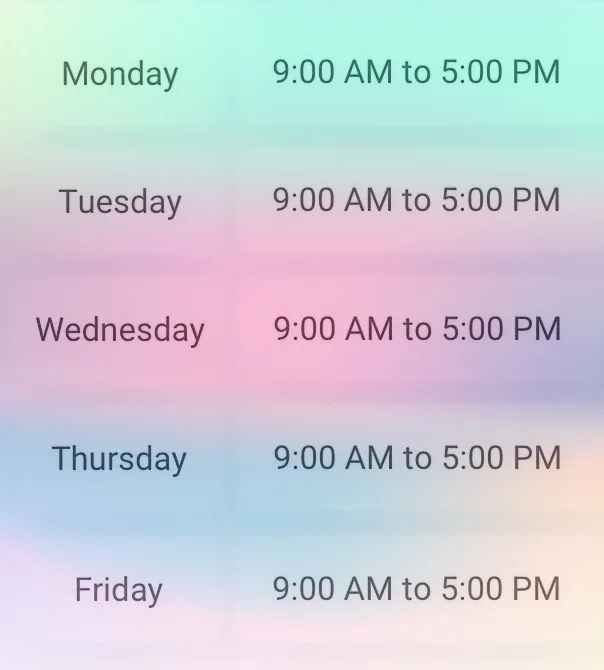 Monday 9:00 AM to 5:00 PM
Tuesday 9:00 AM to 5:00 PM
Wednesday 9:00 AM to 5:00 PM
Thursday 9:00 AM to 5:00 PM
Friday 9:00 AM to 5:00 PM